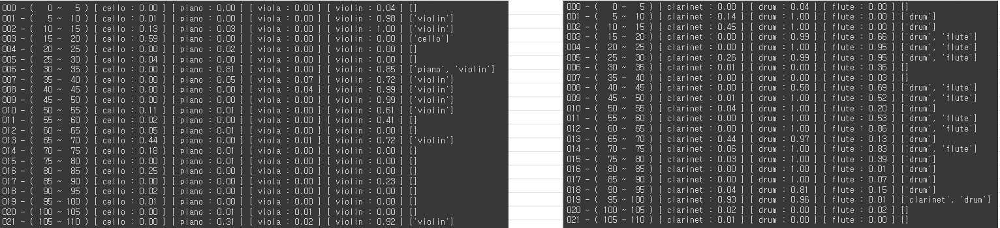 000 - (   0 ~   5) [ cello : 0.00 ] [ piano : 0.00 ] [ viola : 0.00 ] [ violin : 0.04 ] []
001 - (   5 ~  10) [ cello : 0.01 ] [ piano : 0.00 ] [ viola : 0.00 ] [ violin : 0.98 ] ['violin']
002 - (  10 ~  15) [ cello : 0.13 ] [ piano : 0.03 ] [ viola : 0.00 ] [ violin : 1.00 ] ['violin']
003 - (  15 ~  20) [ cello : 0.59 ] [ piano : 0.00 ] [ viola : 0.00 ] [ violin : 0.00 ] ['cello']
004 - (  20 ~  25) [ cello : 0.00 ] [ piano : 0.02 ] [ viola : 0.00 ] [ violin : 0.00 ] []
005 - (  25 ~  30) [ cello : 0.04 ] [ piano : 0.00 ] [ viola : 0.00 ] [ violin : 0.00 ] []
006 - (  30 ~  35) [ cello : 0.00 ] [ piano : 0.81 ] [ viola : 0.00 ] [ violin : 0.85 ] ['piano', 'violin']
007 - (  35 ~  40) [ cello : 0.00 ] [ piano : 0.05 ] [ viola : 0.07 ] [ violin : 0.72 ] ['violin']
008 - (  40 ~  45) [ cello : 0.00 ] [ piano : 0.00 ] [ viola : 0.04 ] [ violin : 0.99 ] ['violin']
009 - (  45 ~  50) [ cello : 0.00 ] [ piano : 0.00 ] [ viola : 0.00 ] [ violin : 0.99 ] ['violin']
010 - (  50 ~  55) [ cello : 0.11 ] [ piano : 0.01 ] [ viola : 0.00 ] [ violin : 0.61 ] ['violin']
011 - (  55 ~  60) [ cello : 0.02 ] [ piano : 0.00 ] [ viola : 0.00 ] [ violin : 0.41 ] []
012 - (  60 ~  65) [ cello : 0.05 ] [ piano : 0.01 ] [ viola : 0.00 ] [ violin : 0.00 ] []
013 - (  65 ~  70) [ cello : 0.44 ] [ piano : 0.00 ] [ viola : 0.01 ] [ violin : 0.72 ] ['violin']
014 - (  70 ~  75) [ cello : 0.18 ] [ piano : 0.01 ] [ viola : 0.00 ] [ violin : 0.00 ] []
015 - (  75 ~  80) [ cello : 0.00 ] [ piano : 0.01 ] [ viola : 0.00 ] [ violin : 0.00 ] []
016 - (  80 ~  85) [ cello : 0.25 ] [ piano : 0.00 ] [ viola : 0.00 ] [ violin : 0.00 ] []
017 - (  85 ~  90) [ cello : 0.00 ] [ piano : 0.01 ] [ viola : 0.00 ] [ violin : 0.23 ] []
018 - (  90 ~  95) [ cello : 0.02 ] [ piano : 0.01 ] [ viola : 0.00 ] [ violin : 0.00 ] []
019 - (  95 ~ 100) [ cello : 0.01 ] [ piano : 0.00 ] [ viola : 0.00 ] [ violin : 0.00 ] []
020 - ( 100 ~ 105) [ cello : 0.00 ] [ piano : 0.01 ] [ viola : 0.01 ] [ violin : 0.00 ] []
021 - ( 105 ~ 110) [ cello : 0.00 ] [ piano : 0.31 ] [ viola : 0.02 ] [ violin : 0.92 ] ['violin']
000 - (   0 ~   5) [ clarinet : 0.00 ] [ drum : 0.04 ] [ flute : 0.00 ] []
001 - (   5 ~  10) [ clarinet : 0.14 ] [ drum : 1.00 ] [ flute : 0.00 ] ['drum']
002 - (  10 ~  15) [ clarinet : 0.45 ] [ drum : 1.00 ] [ flute : 0.00 ] ['drum']
003 - (  15 ~  20) [ clarinet : 0.00 ] [ drum : 0.99 ] [ flute : 0.66 ] ['drum', 'flute']
004 - (  20 ~  25) [ clarinet : 0.00 ] [ drum : 1.00 ] [ flute : 0.95 ] ['drum', 'flute']
005 - (  25 ~  30) [ clarinet : 0.26 ] [ drum : 0.99 ] [ flute : 0.95 ] ['drum', 'flute']
006 - (  30 ~  35) [ clarinet : 0.01 ] [ drum : 0.00 ] [ flute : 0.36 ] []
007 - (  35 ~  40) [ clarinet : 0.00 ] [ drum : 0.00 ] [ flute : 0.03 ] []
008 - (  40 ~  45) [ clarinet : 0.00 ] [ drum : 0.58 ] [ flute : 0.69 ] ['drum', 'flute']
009 - (  45 ~  50) [ clarinet : 0.01 ] [ drum : 1.00 ] [ flute : 0.52 ] ['drum', 'flute']
010 - (  50 ~  55) [ clarinet : 0.04 ] [ drum : 1.00 ] [ flute : 0.20 ] ['drum']
011 - (  55 ~  60) [ clarinet : 0.00 ] [ drum : 1.00 ] [ flute : 0.53 ] ['drum', 'flute']
012 - (  60 ~  65) [ clarinet : 0.00 ] [ drum : 1.00 ] [ flute : 0.86 ] ['drum', 'flute']
013 - (  65 ~  70) [ clarinet : 0.44 ] [ drum : 0.97 ] [ flute : 0.13 ] ['drum']
014 - (  70 ~  75) [ clarinet : 0.06 ] [ drum : 1.00 ] [ flute : 0.83 ] ['drum', 'flute']
015 - (  75 ~  80) [ clarinet : 0.03 ] [ drum : 1.00 ] [ flute : 0.39 ] ['drum']
016 - (  80 ~  85) [ clarinet : 0.00 ] [ drum : 1.00 ] [ flute : 0.01 ] ['drum']
017 - (  85 ~  90) [ clarinet : 0.00 ] [ drum : 1.00 ] [ flute : 0.07 ] ['drum']
018 - (  90 ~  95) [ clarinet : 0.04 ] [ drum : 0.81 ] [ flute : 0.15 ] ['drum']
019 - (  95 ~ 100) [ clarinet : 0.93 ] [ drum : 0.96 ] [ flute : 0.01 ] ['clarinet', 'drum']
020 - ( 100 ~ 105) [ clarinet : 0.02 ] [ drum : 0.00 ] [ flute : 0.02 ] []
021 - ( 105 ~ 110) [ clarinet : 0.01 ] [ drum : 0.00 ] [ flute : 0.00 ] []